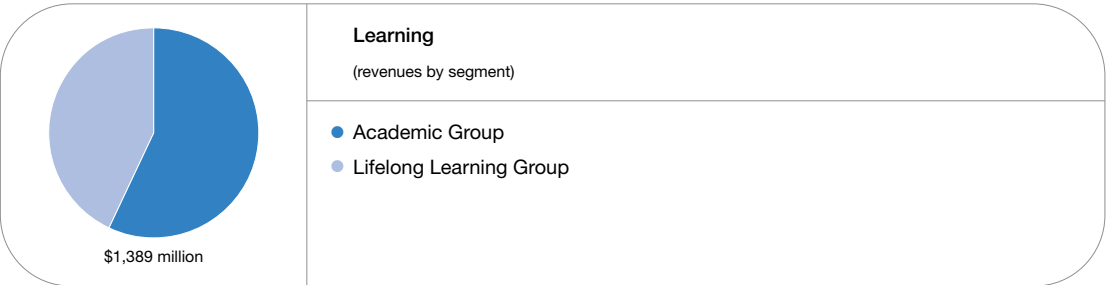 Learning
(revenues by segment)
Academic Group
Lifelong Learning Group
$1,389 million